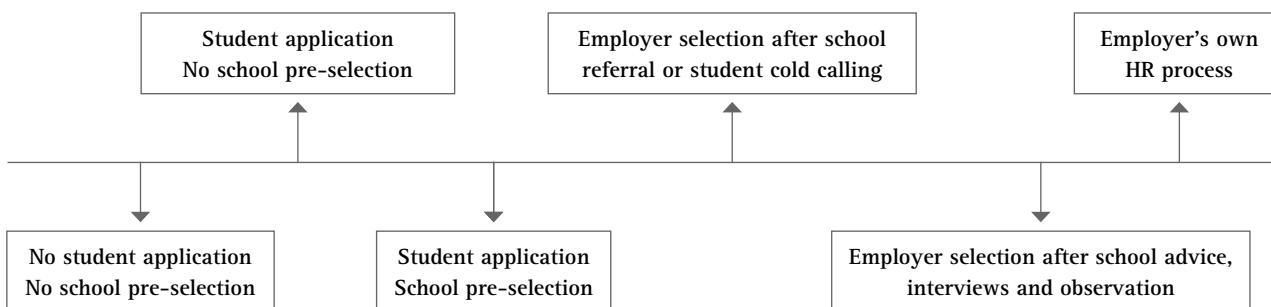 Student application
No school pre-selection
Employer selection after school
referral or student cold calling
Employer’s own
HR process
No student application
No school pre-selection
Student application
School pre-selection
Employer selection after school advice,
interviews and observation